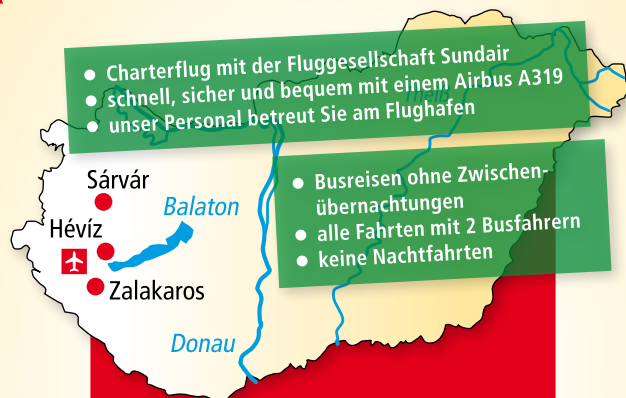 ● Charterflug mit der Fluggesellschaft Sundair
● schnell, sicher und bequem mit einem Airbus A319
● unser Personal betreut Sie am Flughafen
Theiß
● Busreisen ohne Zwischen-
übernachtungen
● alle Fahrten mit 2 Busfahrern
● keine Nachtfahrten
Sárvár
Balaton
Hévíz
Zalakaros
Donau